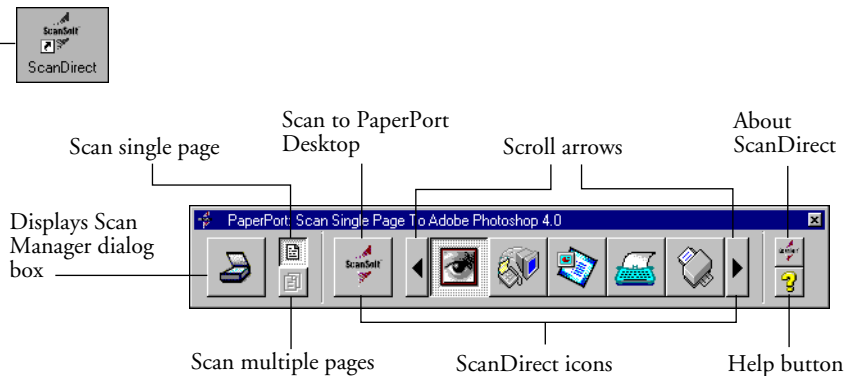 ScanSoft
ScanDirect
Scan to PaperPort
Desktop
About
ScanDirect
Scan single page
Scroll arrows
Displays Scan
Manager dialog
box
PaperPort: Scan Single Page To Adobe Photoshop 4.0
ScanSoft
ScanSoft
Scan multiple pages
ScanDirect icons
Help button